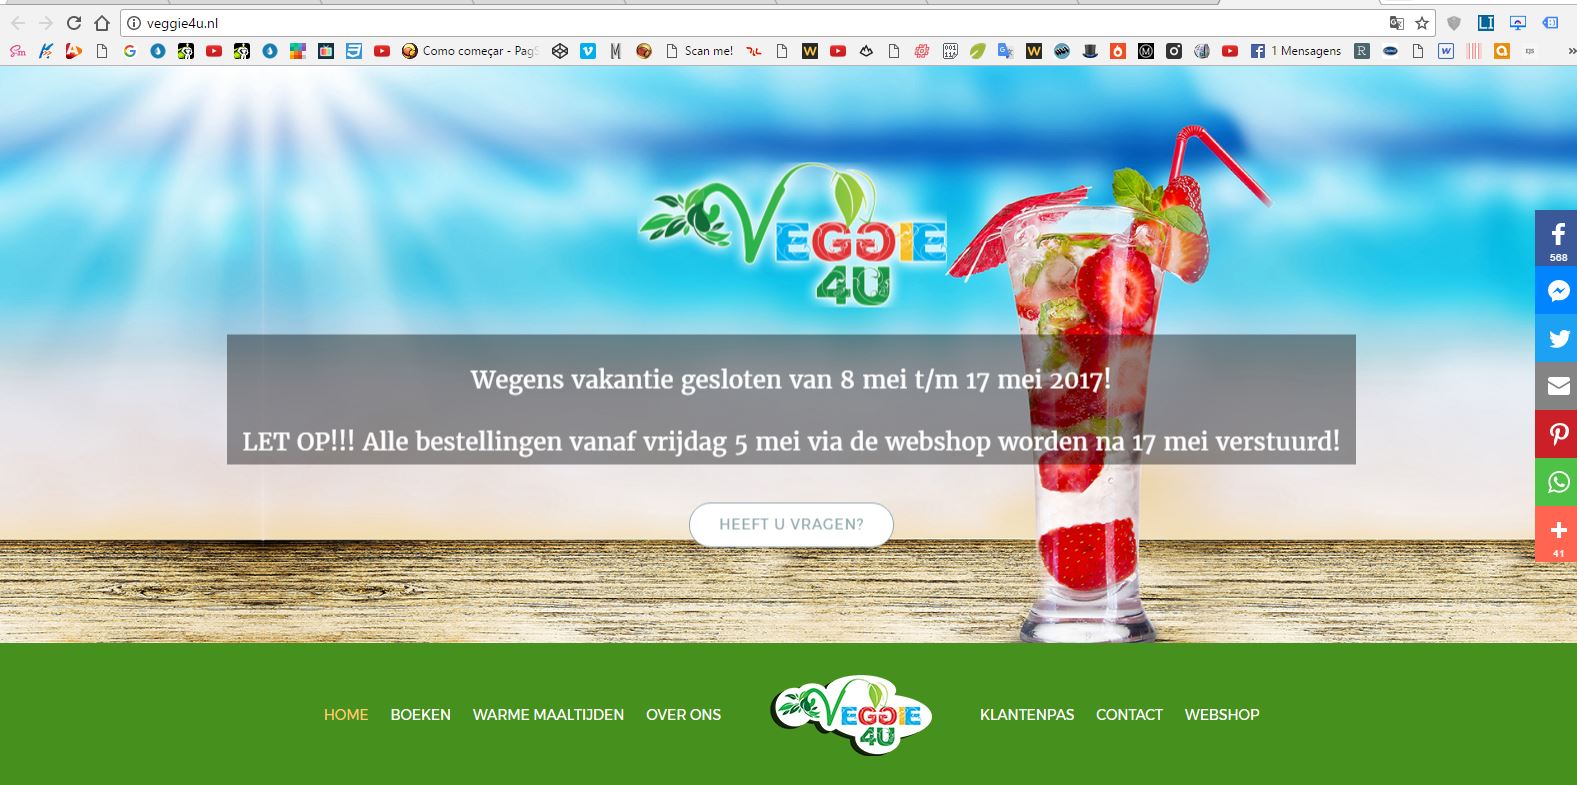 veggie4u.nl
Como começar - PagS
Scan me!
1 Mensagens
VEGGIE
4U
Wegens vakantie gesloten van 8 mei t/m 17 mei 2017!
LET OP!!! Alle bestellingen vanaf vrijdag 5 mei via de webshop worden na 17 mei verstuurd!
HEEFT U VRAGEN?
568
41
HOME BOEKEN WARME MAALTIJDEN OVER ONS
VEGGIE
4U
KLANTENPAS CONTACT WEBSHOP